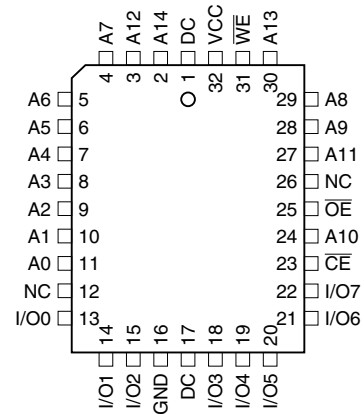 A7 A12 A14 DC VCC W̅E̅ A13
4 3 2 1 32 31 30
A6 5 29 A8
A5 6 28 A9
A4 7 27 A11
A3 8 26 NC
A2 9 25 O̅E̅
A1 10 24 A10
A0 11 23 C̅E̅
NC 12 22 I/O7
I/O0 13 21 I/O6
14 15 16 17 18 19 20
I/O1 I/O2 GND DC I/O3 I/O4 I/O5